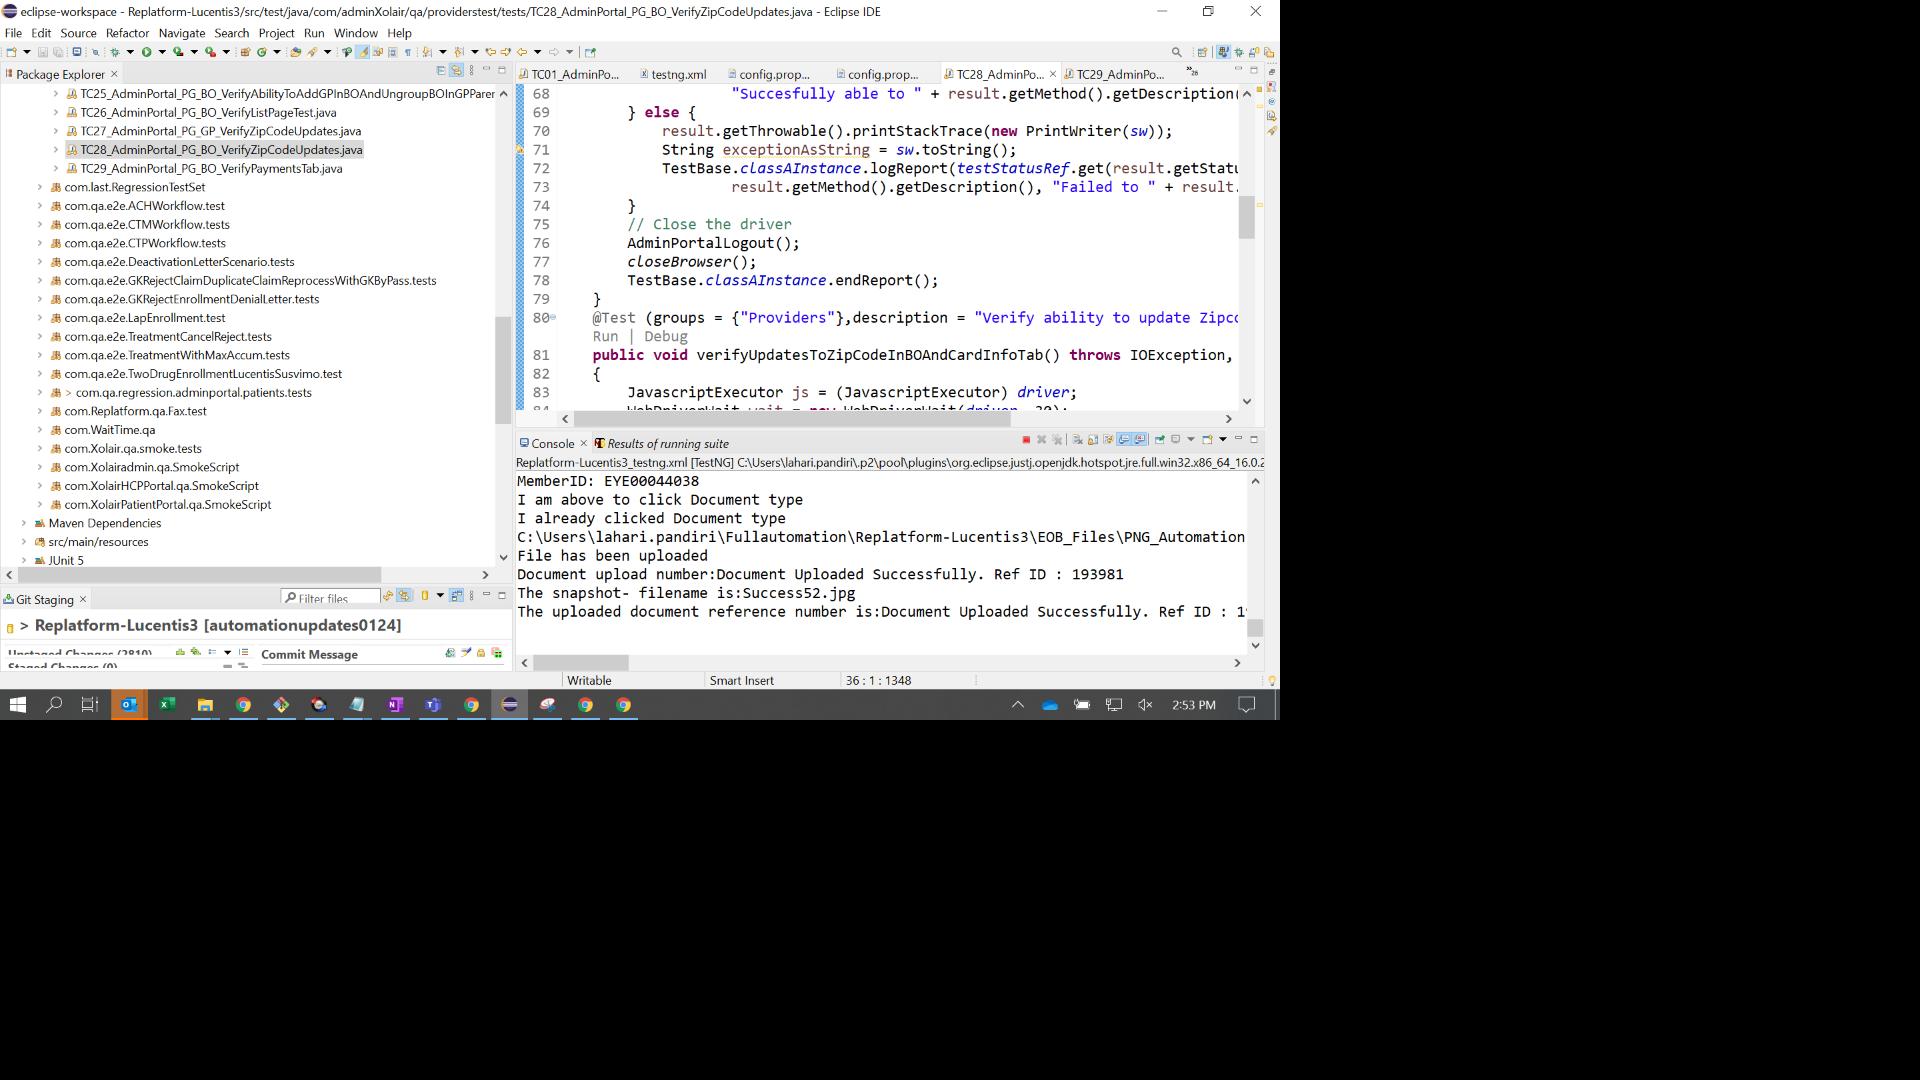 eclipse-workspace - Replatform-Lucentis3/src/test/java/com/adminXolair/qa/providerstest/tests/TC28_AdminPortal_PG_BO_VerifyZipCodeUpdates.java - Eclipse IDE
File Edit Source Refactor Navigate Search Project Run Window Help
Package Explorer
TC25_AdminPortal_PG_BO_VerifyAbilityToAddGPInBOAndUngroupBOInGPParer
TC26_AdminPortal_PG_BO_VerifyListPageTest.java
TC27_AdminPortal_PG_GP_VerifyZipCodeUpdates.java
TC28_AdminPortal_PG_BO_VerifyZipCodeUpdates.java
TC29_AdminPortal_PG_BO_VerifyPaymentsTab.java
com.last.RegressionTestSet
com.qa.e2e.ACHWorkflow.test
com.qa.e2e.CTMWorkflow.tests
com.qa.e2e.CTPWorkflow.tests
com.qa.e2e.DeactivationLetterScenario.tests
com.qa.e2e.GKRejectClaimDuplicateClaimReprocessWithGKByPass.tests
com.qa.e2e.GKRejectEnrollmentDenialLetter.tests
com.qa.e2e.LapEnrollment.test
com.qa.e2e.TreatmentCancelReject.tests
com.qa.e2e.TreatmentWithMaxAccum.tests
com.qa.e2e.TwoDrugEnrollmentLucentisSusvimo.test
> com.qa.regression.adminportal.patients.tests
com.Replatform.qa.Fax.test
com.WaitTime.qa
com.Xolair.qa.smoke.tests
com.Xolairadmin.qa.SmokeScript
com.XolairHCPPortal.qa.SmokeScript
com.XolairPatientPortal.qa.SmokeScript
Maven Dependencies
src/main/resources
JUnit 5
Git Staging
Filter files
> Replatform-Lucentis3 [automationupdates0124]
Unstaged Changes (2810)
Staged Changes (0)
Commit Message
TC01_AdminPo... testng.xml config.prop... config.prop... TC28_AdminPo... TC29_AdminPo... »26
68 "Succesfully able to " + result.getMethod().getDescription(
69 } else {
70 result.getThrowable().printStackTrace(new PrintWriter(sw));
71 String exceptionAsString = sw.toString();
72 TestBase.classAInstance.logReport(testStatusRef.get(result.getStatu
73 result.getMethod().getDescription(), "Failed to " + result.
74 }
75 // Close the driver
76 AdminPortalLogout();
77 closeBrowser();
78 TestBase.classAInstance.endReport();
79 }
80 @Test (groups = {"Providers"},description = "Verify ability to update Zipco
Run | Debug
81 public void verifyUpdatesToZipCodeInBOAndCardInfoTab() throws IOException,
82 {
83 JavascriptExecutor js = (JavascriptExecutor) driver;
84 WebDriverWait wait = new WebDriverWait(driver, 30);
Console Results of running suite
Replatform-Lucentis3_testng.xml [TestNG] C:\Users\lahari.pandiri\.p2\pool\plugins\org.eclipse.justj.openjdk.hotspot.jre.full.win32.x86_64_16.0.2
MemberID: EYE00044038
I am above to click Document type
I already clicked Document type
C:\Users\lahari.pandiri\Fullautomation\Replatform-Lucentis3\EOB_Files\PNG_Automation
File has been uploaded
Document upload number:Document Uploaded Successfully. Ref ID : 193981
The snapshot- filename is:Success52.jpg
The uploaded document reference number is:Document Uploaded Successfully. Ref ID : 1
Writable Smart Insert 36 : 1 : 1348
2:53 PM